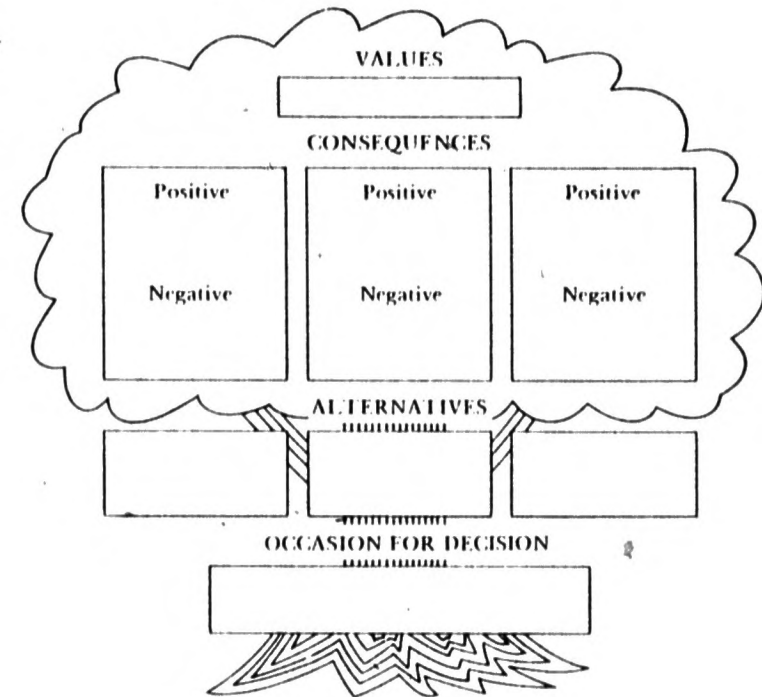 VALUES
CONSEQUENCES
Positive Positive Positive
Negative Negative Negative
ALTERNATIVES
OCCASION FOR DECISION